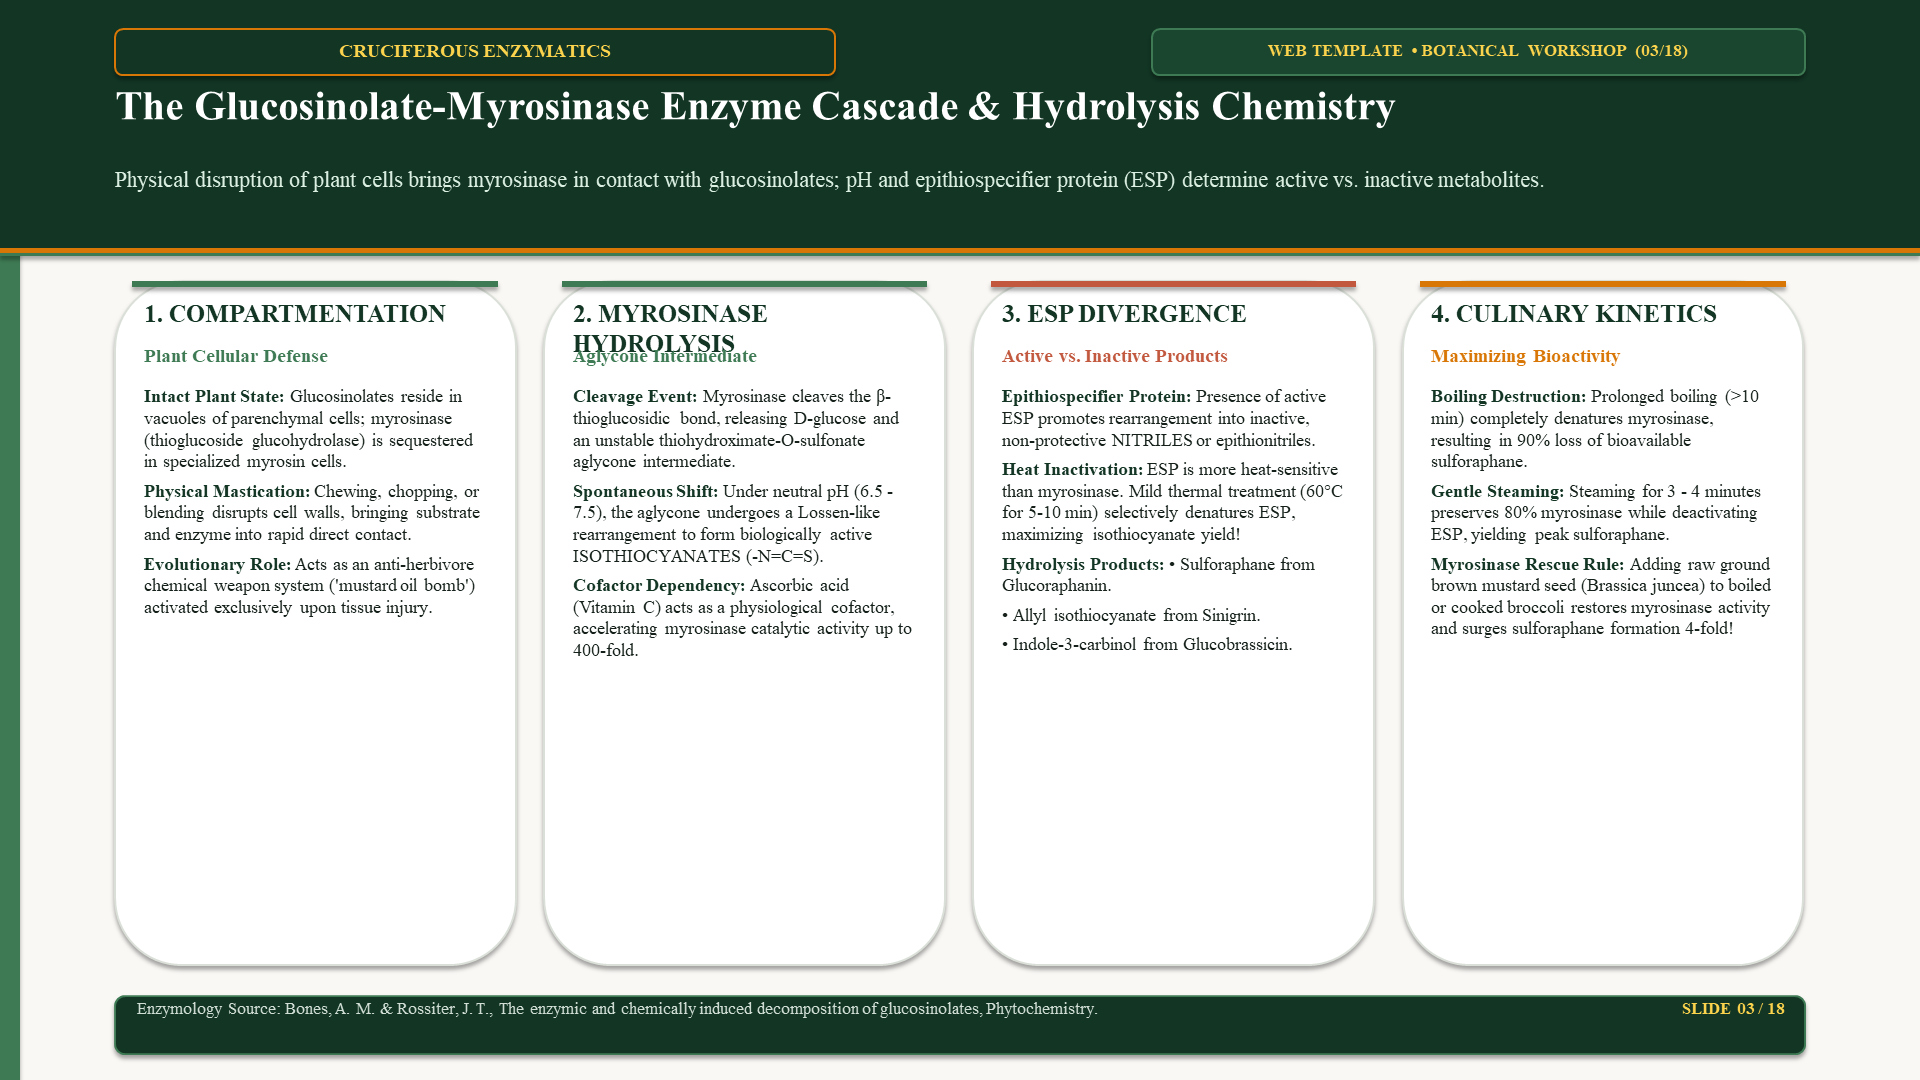 CRUCIFEROUS ENZYMATICS
WEB TEMPLATE • BOTANICAL WORKSHOP (03/18)
The Glucosinolate-Myrosinase Enzyme Cascade & Hydrolysis Chemistry
Physical disruption of plant cells brings myrosinase in contact with glucosinolates; pH and epithiospecifier protein (ESP) determine active vs. inactive metabolites.
1. COMPARTMENTATION
Plant Cellular Defense
Intact Plant State: Glucosinolates reside in
vacuoles of parenchymal cells; myrosinase
(thioglucoside glucohydrolase) is sequestered
in specialized myrosin cells.
Physical Mastication: Chewing, chopping, or
blending disrupts cell walls, bringing substrate
and enzyme into rapid direct contact.
Evolutionary Role: Acts as an anti-herbivore
chemical weapon system ('mustard oil bomb')
activated exclusively upon tissue injury.
2. MYROSINASE
HYDROLYSIS
Aglycone Intermediate
Cleavage Event: Myrosinase cleaves the β-
thioglucosidic bond, releasing D-glucose and
an unstable thiohydroximate-O-sulfonate
aglycone intermediate.
Spontaneous Shift: Under neutral pH (6.5 -
7.5), the aglycone undergoes a Lossen-like
rearrangement to form biologically active
ISOTHIOCYANATES (-N=C=S).
Cofactor Dependency: Ascorbic acid
(Vitamin C) acts as a physiological cofactor,
accelerating myrosinase catalytic activity up to
400-fold.
3. ESP DIVERGENCE
Active vs. Inactive Products
Epithiospecifier Protein: Presence of active
ESP promotes rearrangement into inactive,
non-protective NITRILES or epithionitriles.
Heat Inactivation: ESP is more heat-sensitive
than myrosinase. Mild thermal treatment (60°C
for 5-10 min) selectively denatures ESP,
maximizing isothiocyanate yield!
Hydrolysis Products: • Sulforaphane from
Glucoraphanin.
• Allyl isothiocyanate from Sinigrin.
• Indole-3-carbinol from Glucobrassicin.
4. CULINARY KINETICS
Maximizing Bioactivity
Boiling Destruction: Prolonged boiling (>10
min) completely denatures myrosinase,
resulting in 90% loss of bioavailable
sulforaphane.
Gentle Steaming: Steaming for 3 - 4 minutes
preserves 80% myrosinase while deactivating
ESP, yielding peak sulforaphane.
Myrosinase Rescue Rule: Adding raw ground
brown mustard seed (Brassica juncea) to boiled
or cooked broccoli restores myrosinase activity
and surges sulforaphane formation 4-fold!
Enzymology Source: Bones, A. M. & Rossiter, J. T., The enzymic and chemically induced decomposition of glucosinolates, Phytochemistry.
SLIDE 03 / 18